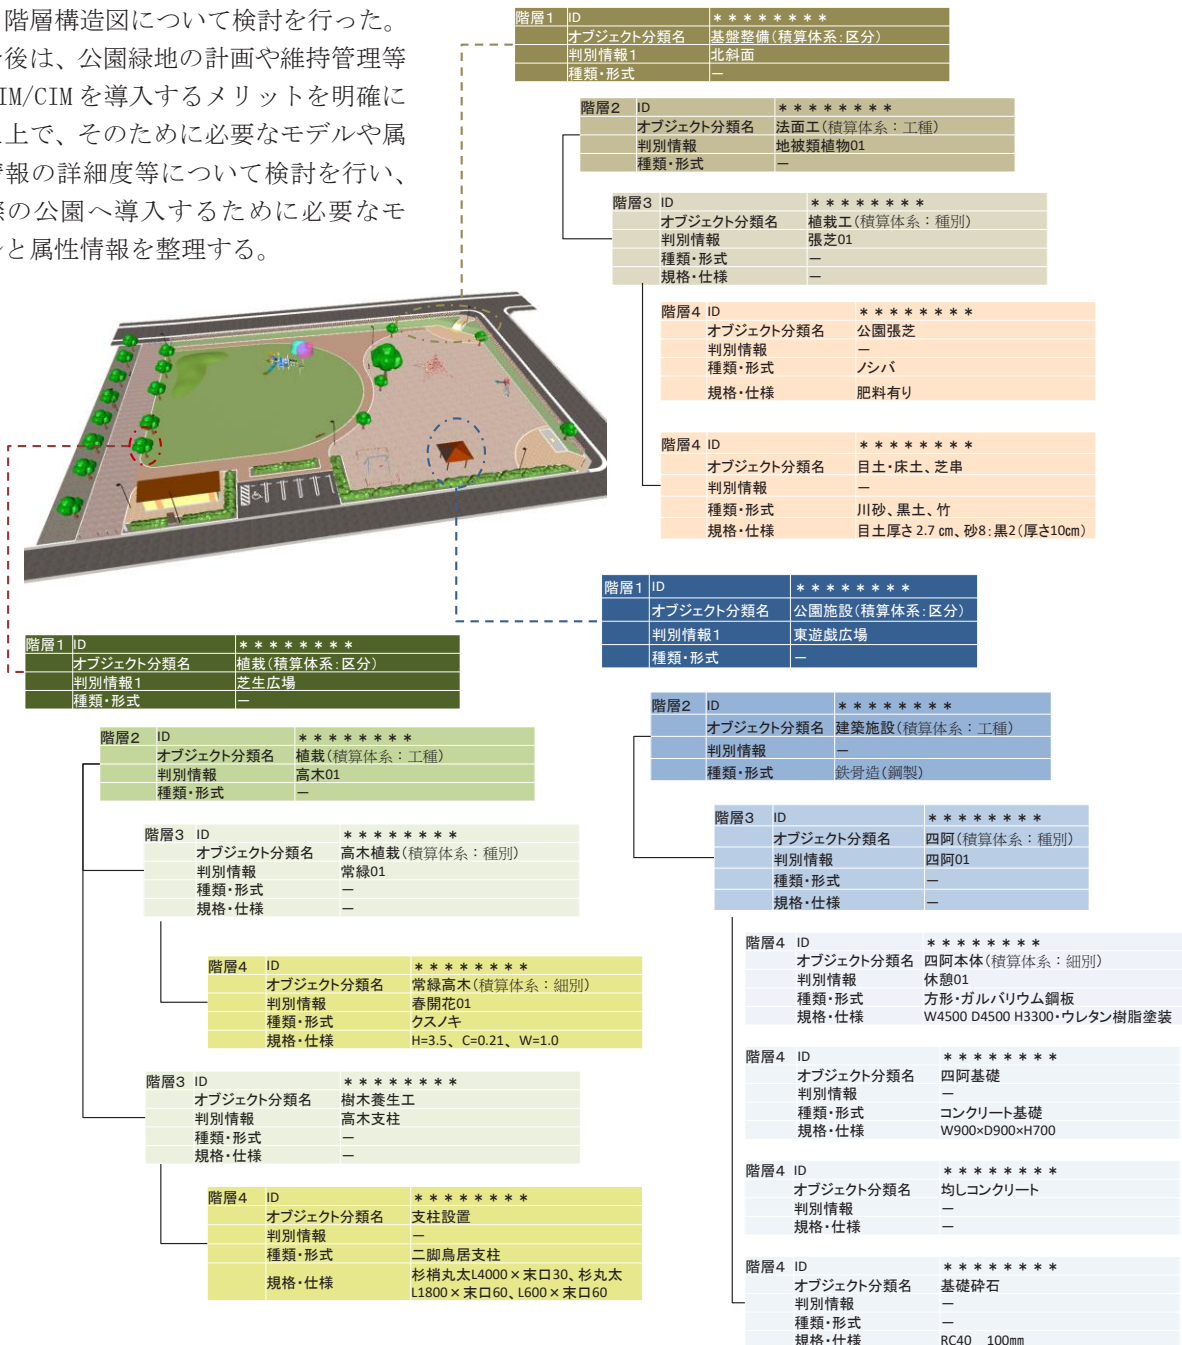 階層構造図について検討を行った。
後は、公園緑地の計画や維持管理等
IM/CIMを導入するメリットを明確に
上で、そのために必要なモデルや属
報の詳細度等について検討を行い、
の公園へ導入するために必要なモ
と属性情報を整理する。
階層1 ID ********
オブジェクト分類名 基盤整備(積算体系:区分)
判別情報1 北斜面
種類・形式 ー
階層2 ID ********
オブジェクト分類名 法面工(積算体系:工種)
判別情報 地被類植物01
種類・形式 ー
階層3 ID ********
オブジェクト分類名 植栽工(積算体系:種別)
判別情報 張芝01
種類・形式 ー
規格・仕様 ー
階層4 ID ********
オブジェクト分類名 公園張芝
判別情報 ー
種類・形式 ノシバ
規格・仕様 肥料有り
階層4 ID ********
オブジェクト分類名 目土・床土、芝串
判別情報 ー
種類・形式 川砂、黒土、竹
規格・仕様 目土厚さ 2.7 ㎝、砂8:黒2(厚さ10㎝)
階層1 ID ********
オブジェクト分類名 公園施設(積算体系:区分)
判別情報1 東遊戯広場
種類・形式 ー
階層2 ID ********
オブジェクト分類名 建築施設(積算体系:工種)
判別情報 ー
種類・形式 鉄骨造(鋼製)
階層3 ID ********
オブジェクト分類名 四阿(積算体系:種別)
判別情報 四阿01
種類・形式 ー
規格・仕様 ー
階層4 ID ********
オブジェクト分類名 四阿本体(積算体系:細別)
判別情報 休憩01
種類・形式 方形・ガルバリウム鋼板
規格・仕様 W4500 D4500 H3300・ウレタン樹脂塗装
階層4 ID ********
オブジェクト分類名 四阿基礎
判別情報 ー
種類・形式 コンクリート基礎
規格・仕様 W900×D900×H700
階層4 ID ********
オブジェクト分類名 均しコンクリート
判別情報 ー
規格・仕様 ー
階層4 ID ********
オブジェクト分類名 基礎砕石
判別情報 ー
種類・形式 ー
規格・仕様 RC40 100㎜
階層1 ID ********
オブジェクト分類名 植栽(積算体系:区分)
判別情報1 芝生広場
種類・形式 ー
階層2 ID ********
オブジェクト分類名 植栽(積算体系:工種)
判別情報 高木01
種類・形式 ー
階層3 ID ********
オブジェクト分類名 高木植栽(積算体系:種別)
判別情報 常緑01
種類・形式 ー
規格・仕様 ー
階層4 ID ********
オブジェクト分類名 常緑高木(積算体系:細別)
判別情報 春開花01
種類・形式 クスノキ
規格・仕様 H=3.5、C=0.21、W=1.0
階層3 ID ********
オブジェクト分類名 樹木養生工
判別情報 高木支柱
種類・形式 ー
規格・仕様 ー
階層4 ID ********
オブジェクト分類名 支柱設置
判別情報 ー
種類・形式 二脚鳥居支柱
規格・仕様 杉梢丸太L4000×末口30、杉丸太
L1800×末口60、L600×末口60